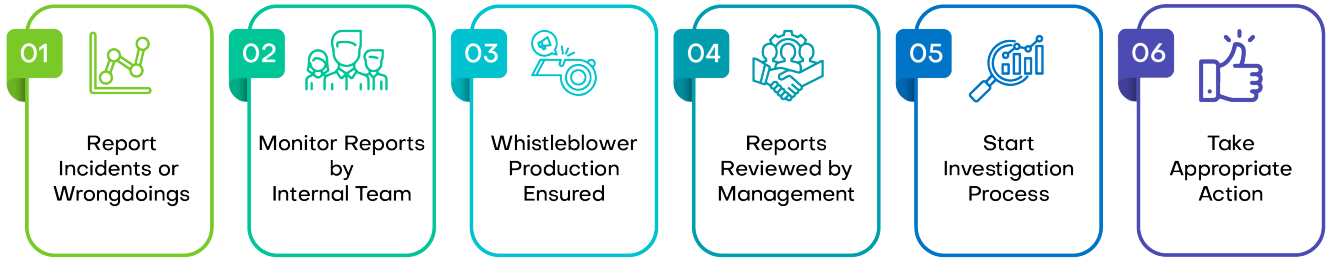 01
Report
Incidents or
Wrongdoings
02
Monitor Reports
by
Internal Team
03
Whistleblower
Production
Ensured
04
Reports
Reviewed by
Management
05
Start
Investigation
Process
06
Take
Appropriate
Action